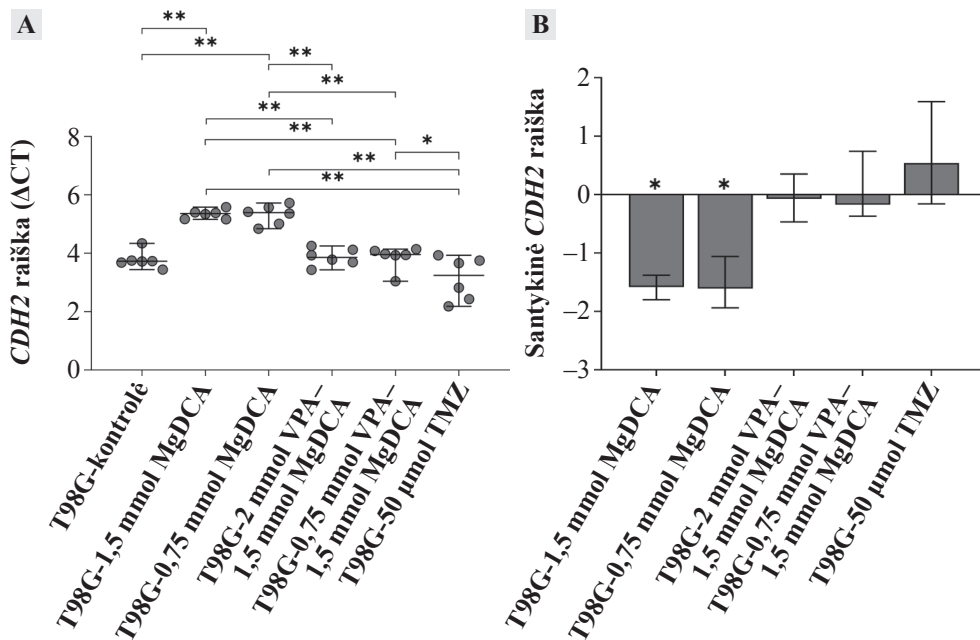 A
**
**
**
**
**
**
*
**
**
CDH2 raiška (ΔCT)
8
6
4
2
0
T98G-kontrolė
T98G-1,5 mmol MgDCA
T98G-0,75 mmol MgDCA
T98G-2 mmol VPA–
1,5 mmol MgDCA
T98G-0,75 mmol VPA–
1,5 mmol MgDCA
T98G-50 µmol TMZ
B
Santykinė CDH2 raiška
2
1
0
–1
–2
–3
*
*
T98G-1,5 mmol MgDCA
T98G-0,75 mmol MgDCA
T98G-2 mmol VPA–
1,5 mmol MgDCA
T98G-0,75 mmol VPA–
1,5 mmol MgDCA
T98G-50 µmol TMZ